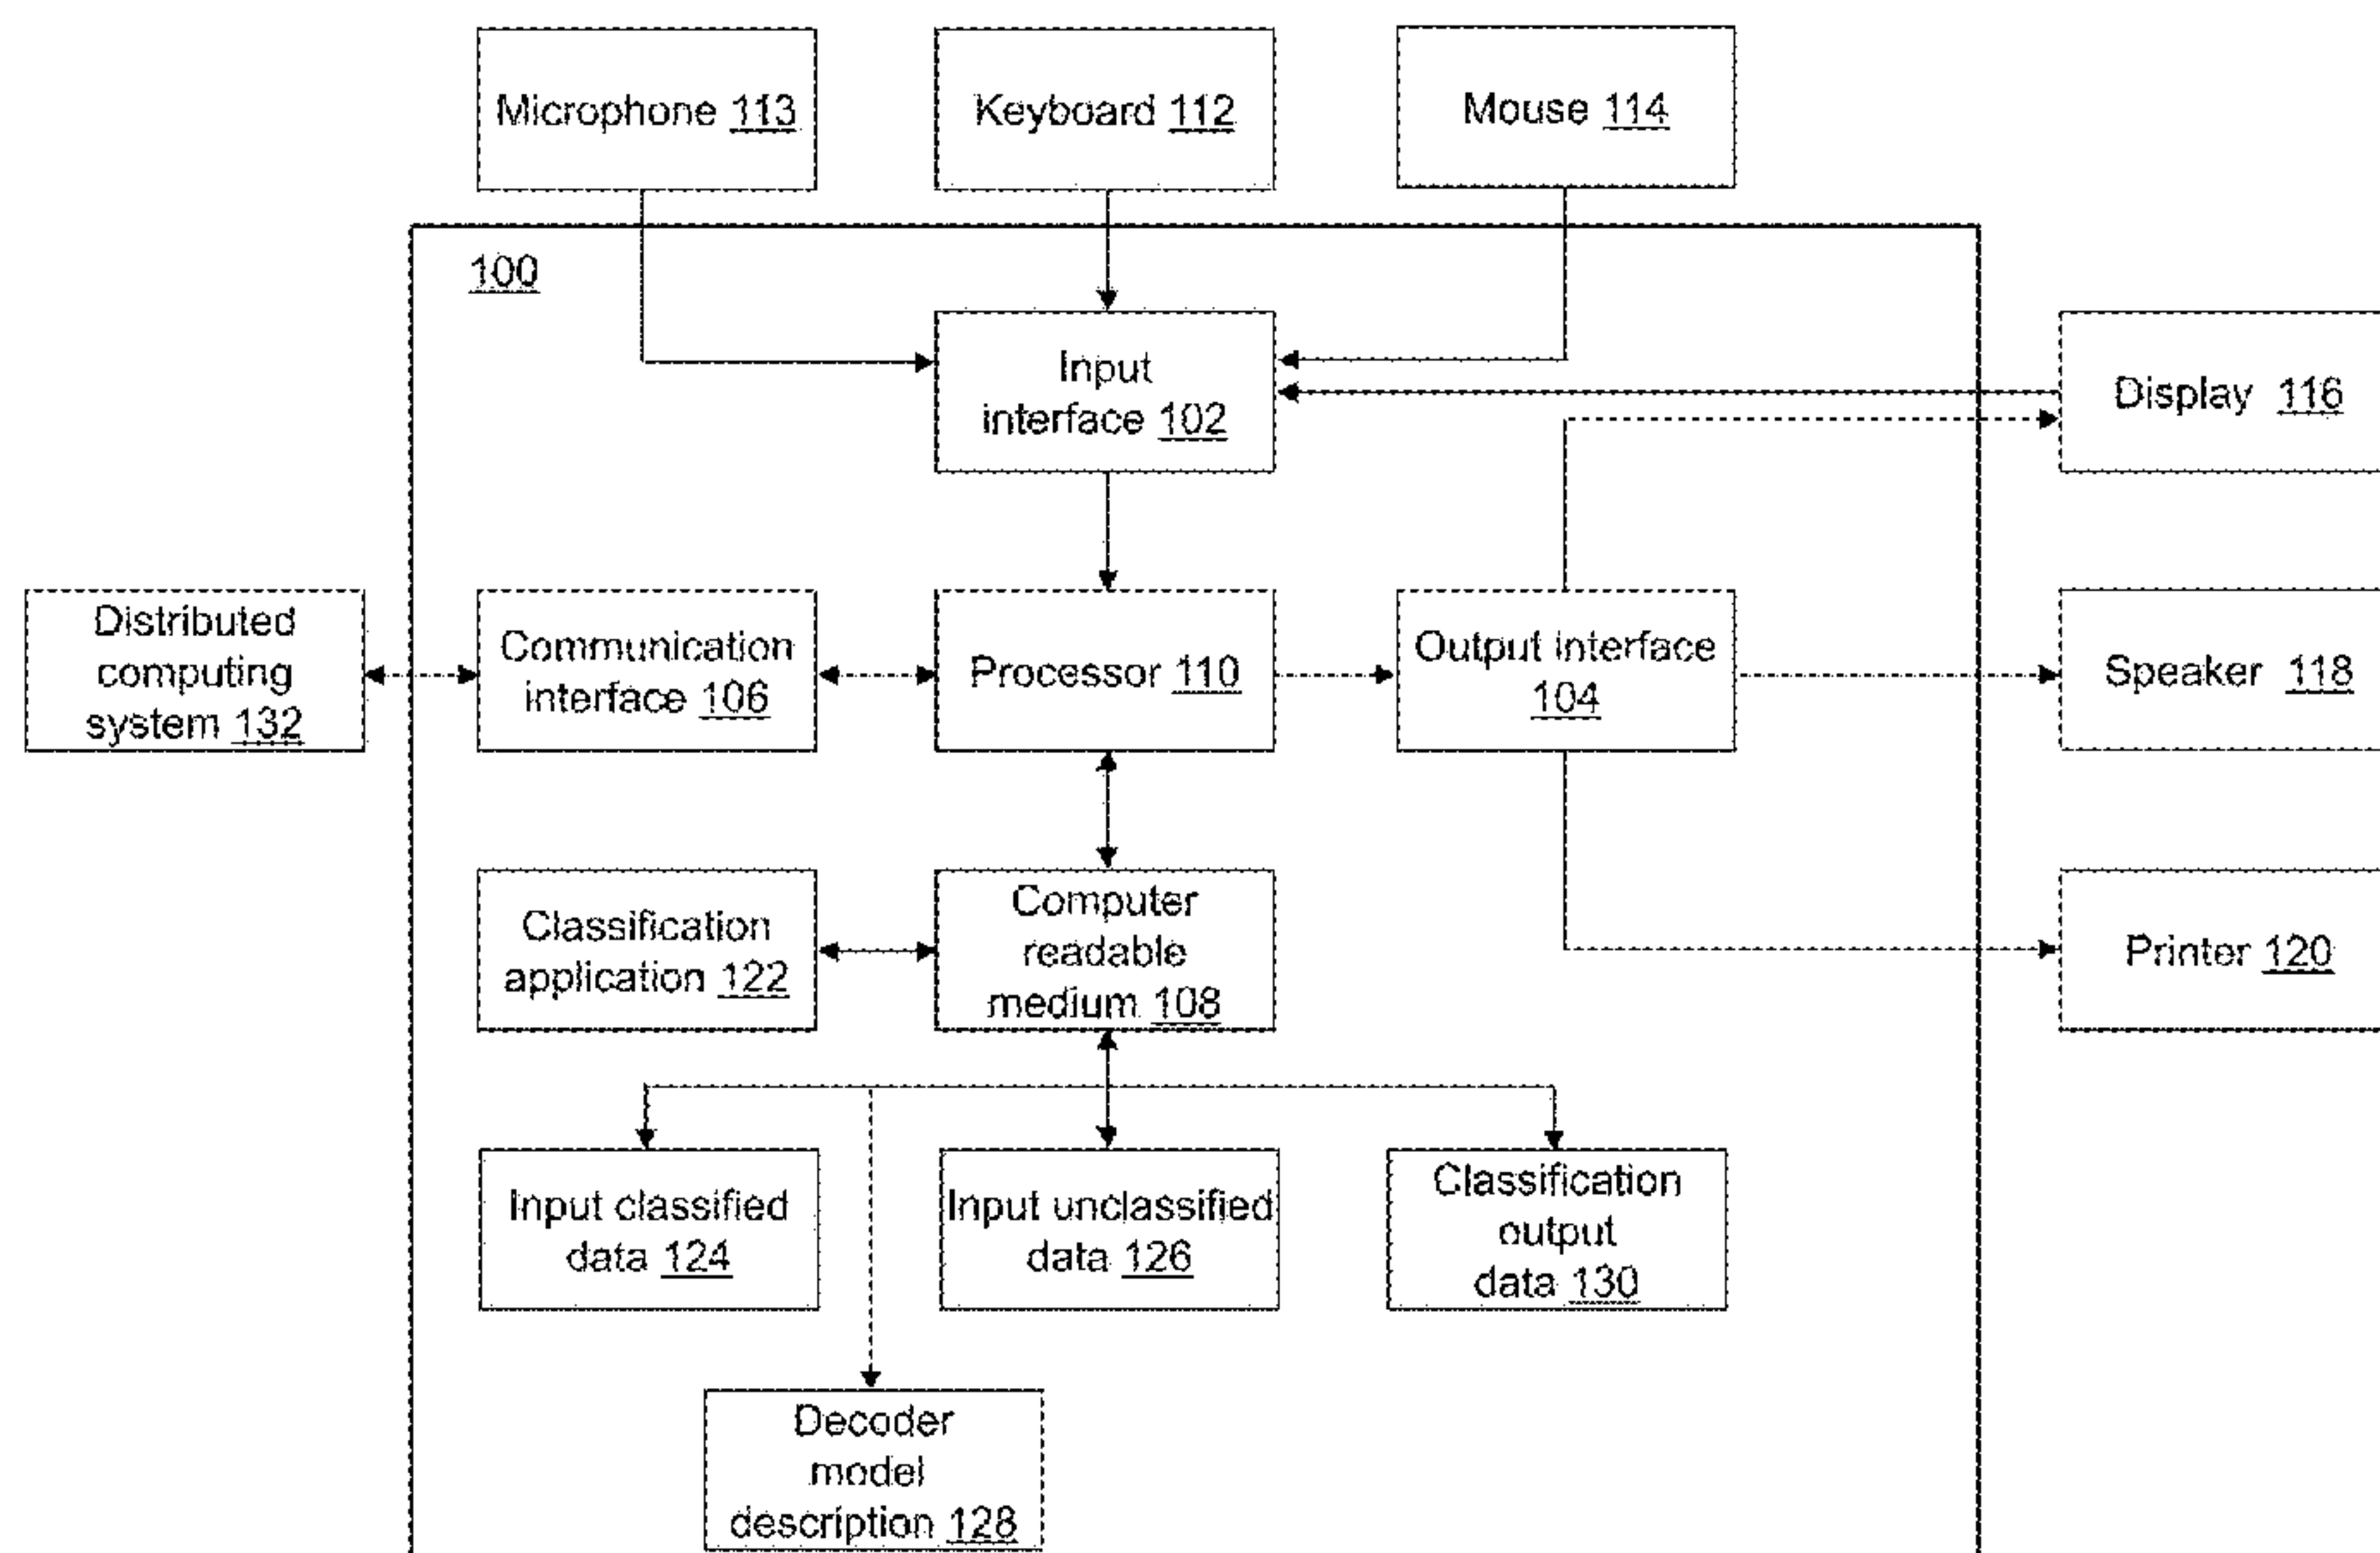 Microphone 113
Keyboard 112
Mouse 114
100
Input
interface 102
Display 116
Distributed
computing
system 132
Communication
interface 106
Processor 110
Output interface
104
Speaker 118
Classification
application 122
Computer
readable
medium 108
Printer 120
Input classified
data 124
Input unclassified
data 126
Classification
output
data 130
Decoder
model
description 128